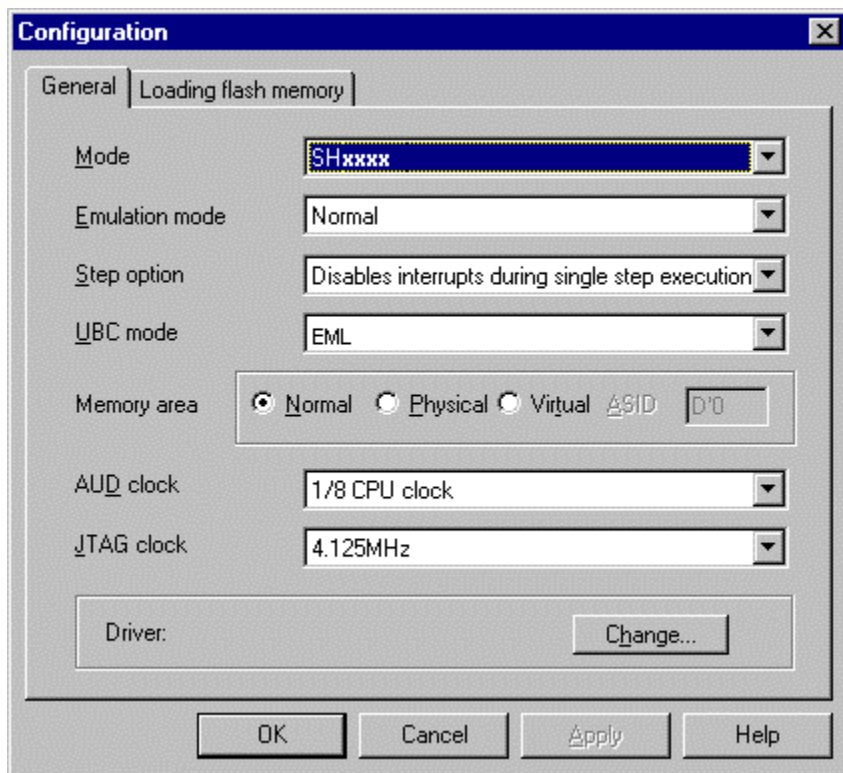 Configuration
General Loading flash memory
Mode SHxxxx
Emulation mode Normal
Step option Disables interrupts during single step execution
UBC mode EML
Memory area Normal Physical Virtual ASID D'0
AUD clock 1/8 CPU clock
JTAG clock 4.125MHz
Driver: Change...
OK Cancel Apply Help